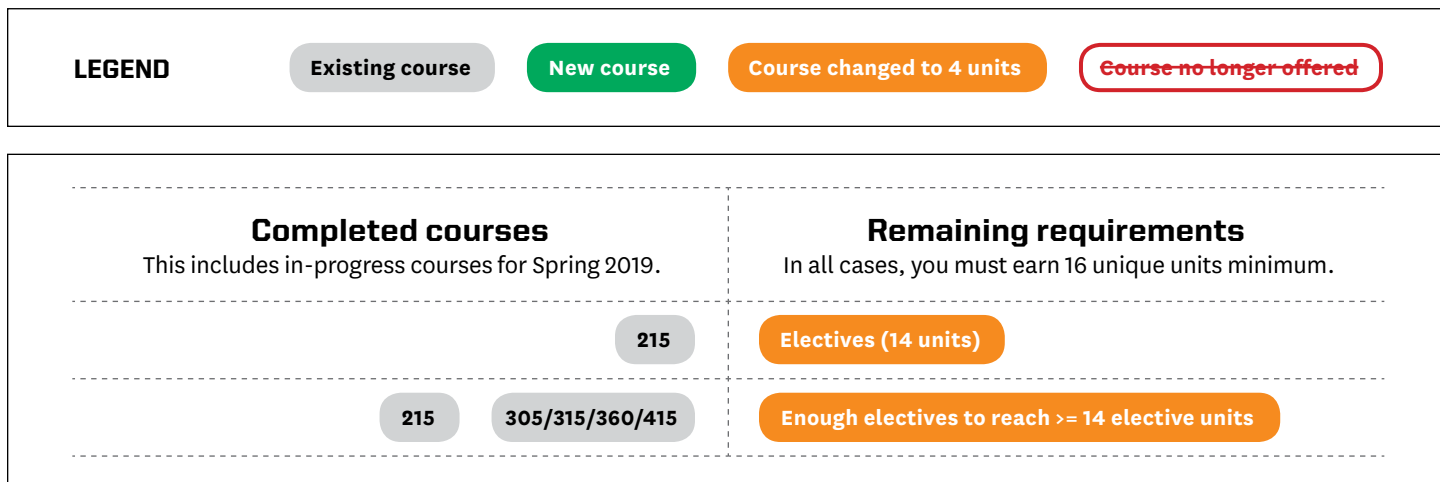 LEGEND Existing course New course Course changed to 4 units Course no longer offered
Completed courses
This includes in-progress courses for Spring 2019.
Remaining requirements
In all cases, you must earn 16 unique units minimum.
215 Electives (14 units)
215 305/315/360/415 Enough electives to reach >= 14 elective units